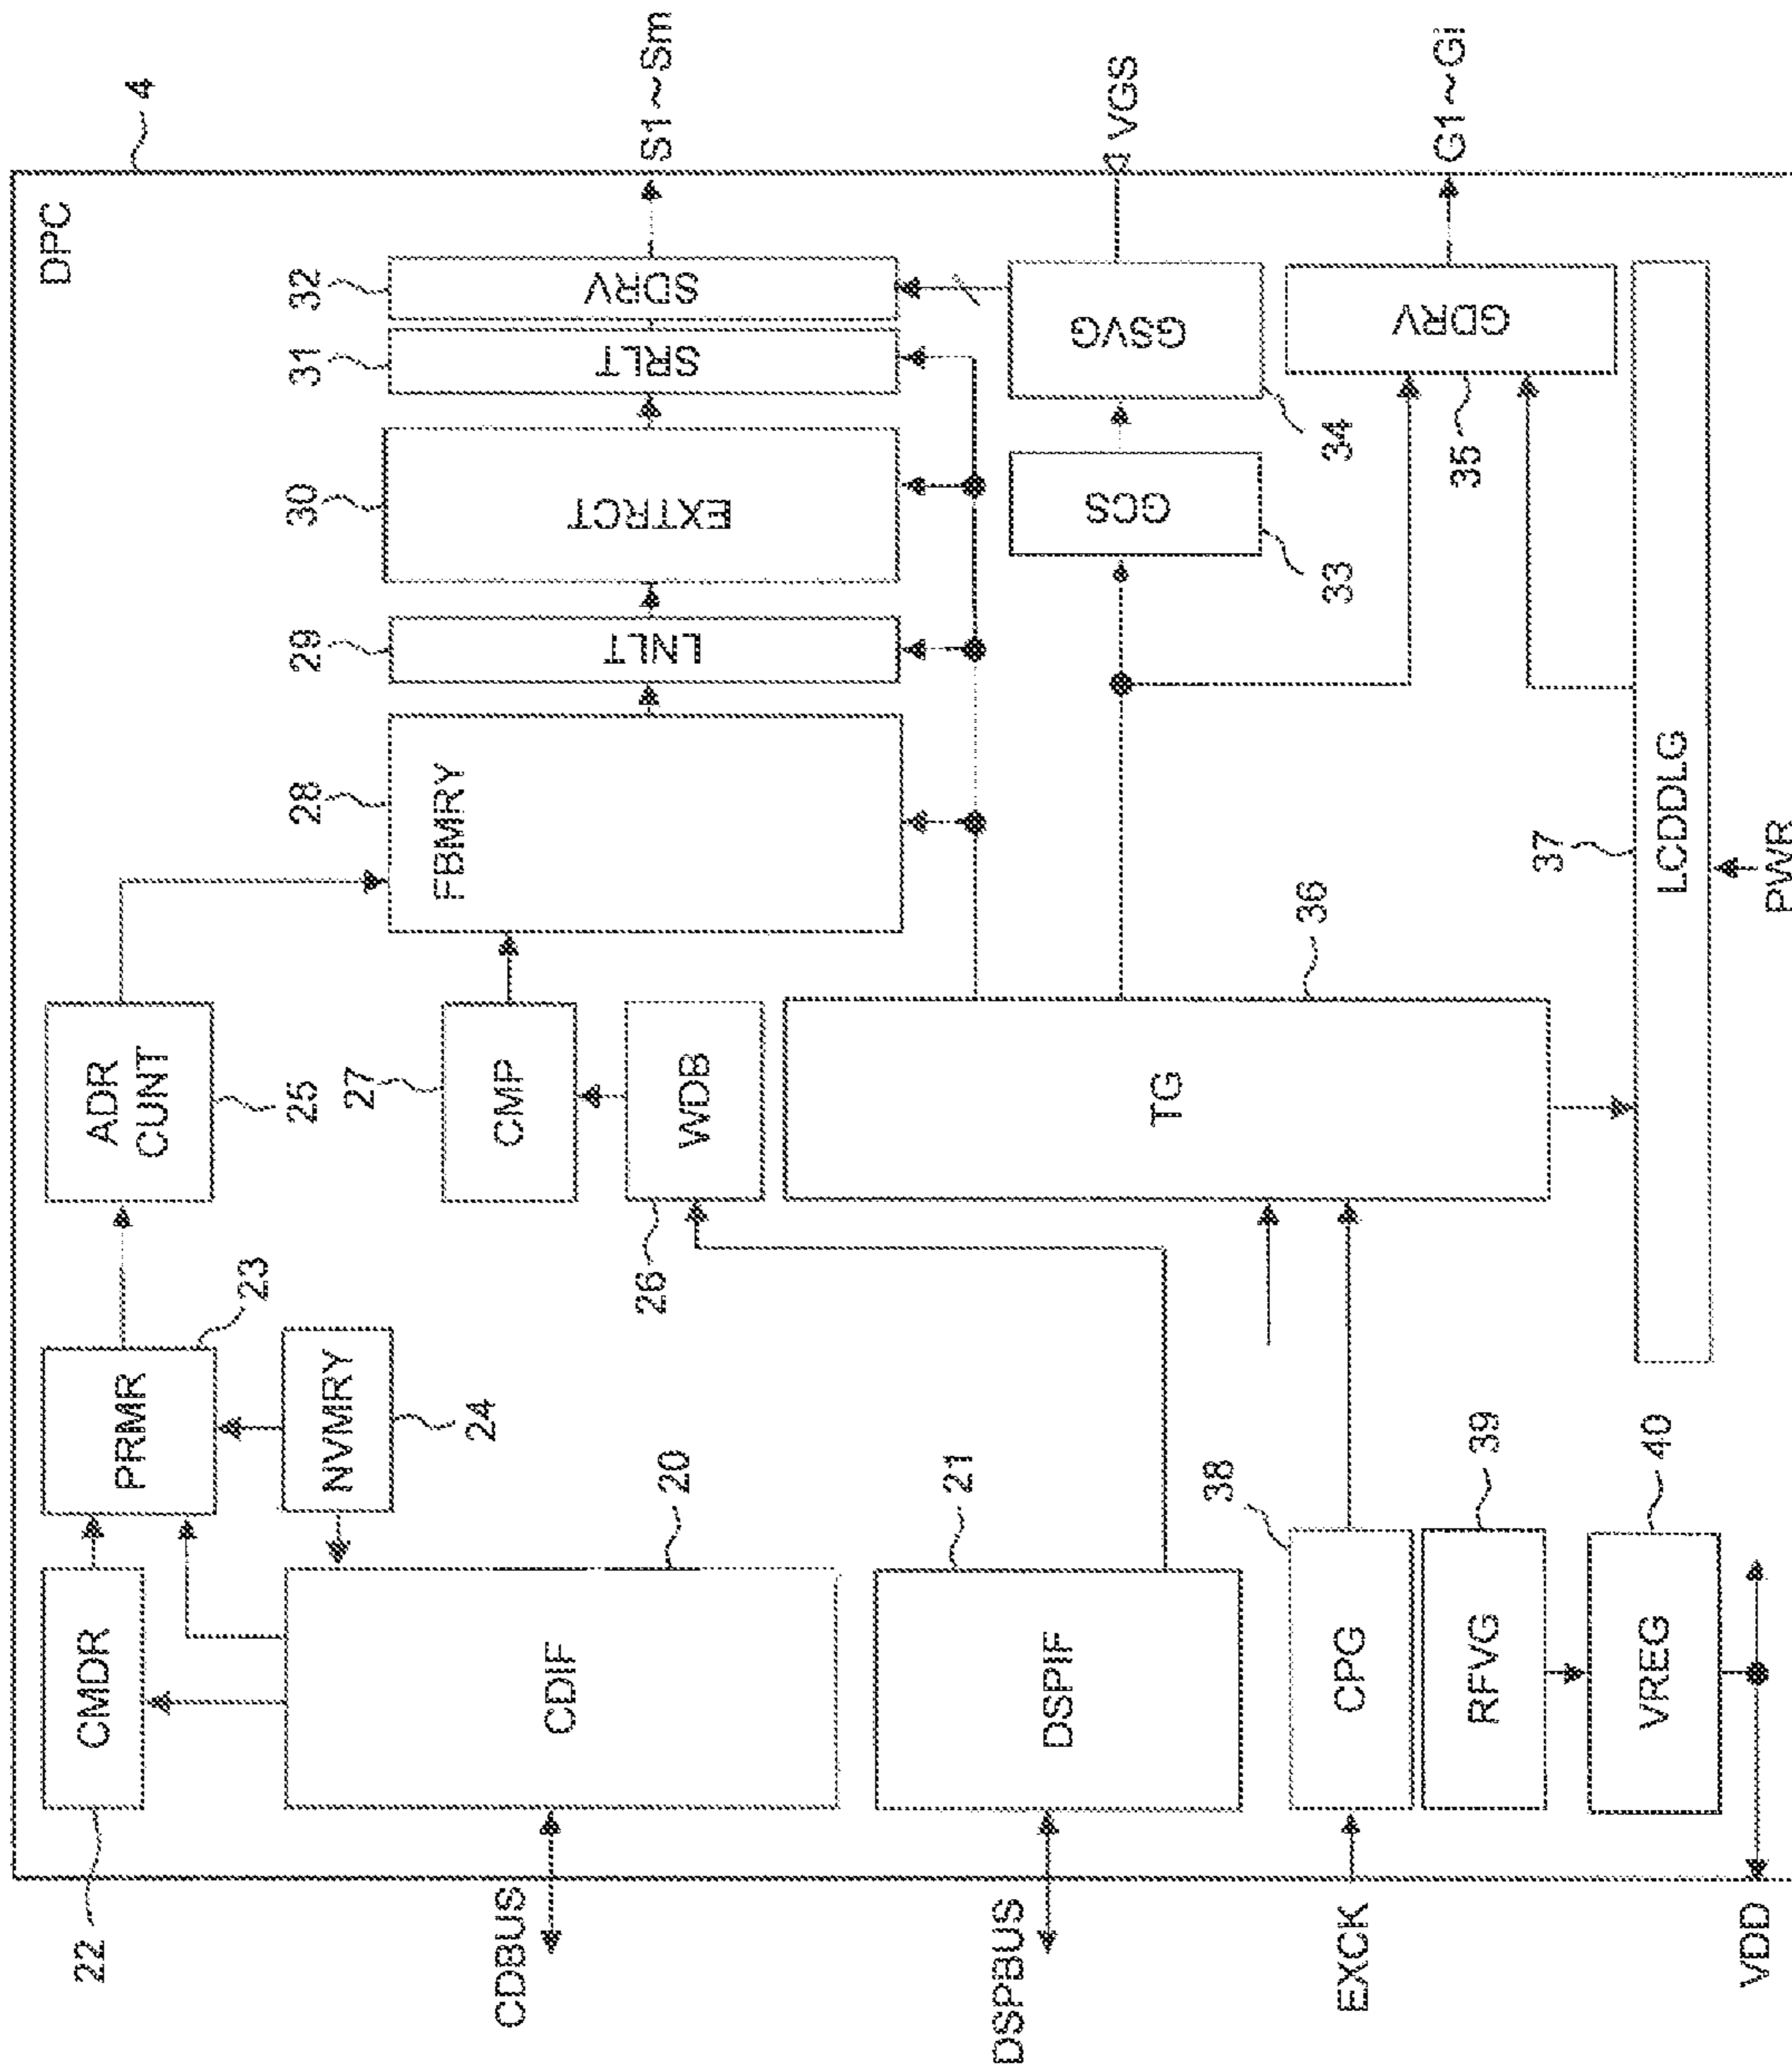 4
DPC
S1~Sm
VGS
G1~Gi
32
SDRV
31
SRLT
30
EXTRCT
29
LNLT
28
FBMRY
GSVG
34
GCS
33
GDRV
35
37
LCDDLG
PWR
ADR
CUNT
25
27
CMP
WDB
26
TG
36
PRMR
23
NVMRY
24
CMDR
22
CDIF
20
DSPIF
21
38
CPG
RFVG
39
VREG
40
CDBUS
DSPBUS
EXCK
VDD